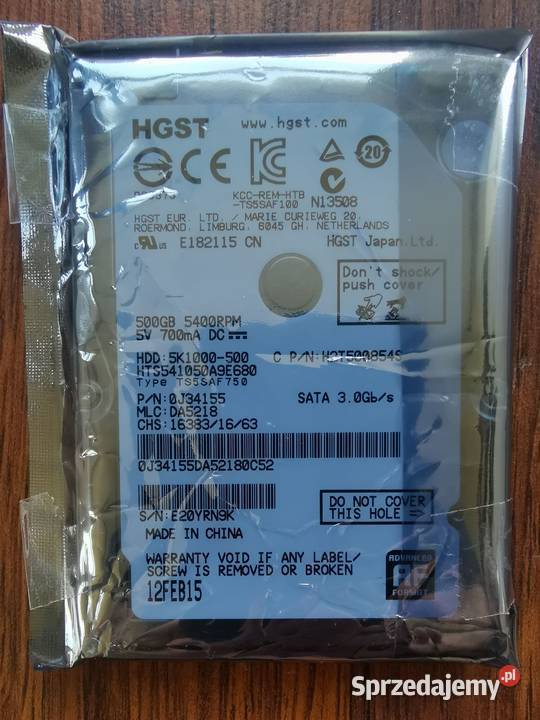 HGST www.hgst.com
CE KC 20
KCC-REM-HTB
-TS5SAF100 N13508
HGST EUR. LTD. / MARIE CURIEWEG 20,
ROERMOND, LIMBURG, 6045 GH, NETHERLANDS
c us E182115 CN HGST Japan,Ltd.
Don't shock/
push cover
500GB 5400RPM
5V 700mA DC
HDD:5K1000-500 C P/N:H2T500854S
HTS541050A9E680
Type TS5SAF750
P/N:0J34155 SATA 3.0Gb/s
MLC:DA5218
CHS:16383/16/63
0J34155DA52180C52
S/N:E20YRN9K
DO NOT COVER
THIS HOLE
MADE IN CHINA
WARRANTY VOID IF ANY LABEL/
SCREW IS REMOVED OR BROKEN
12FEB15
ADVANCED
AF
FORMAT
Sprzedajemy.pl